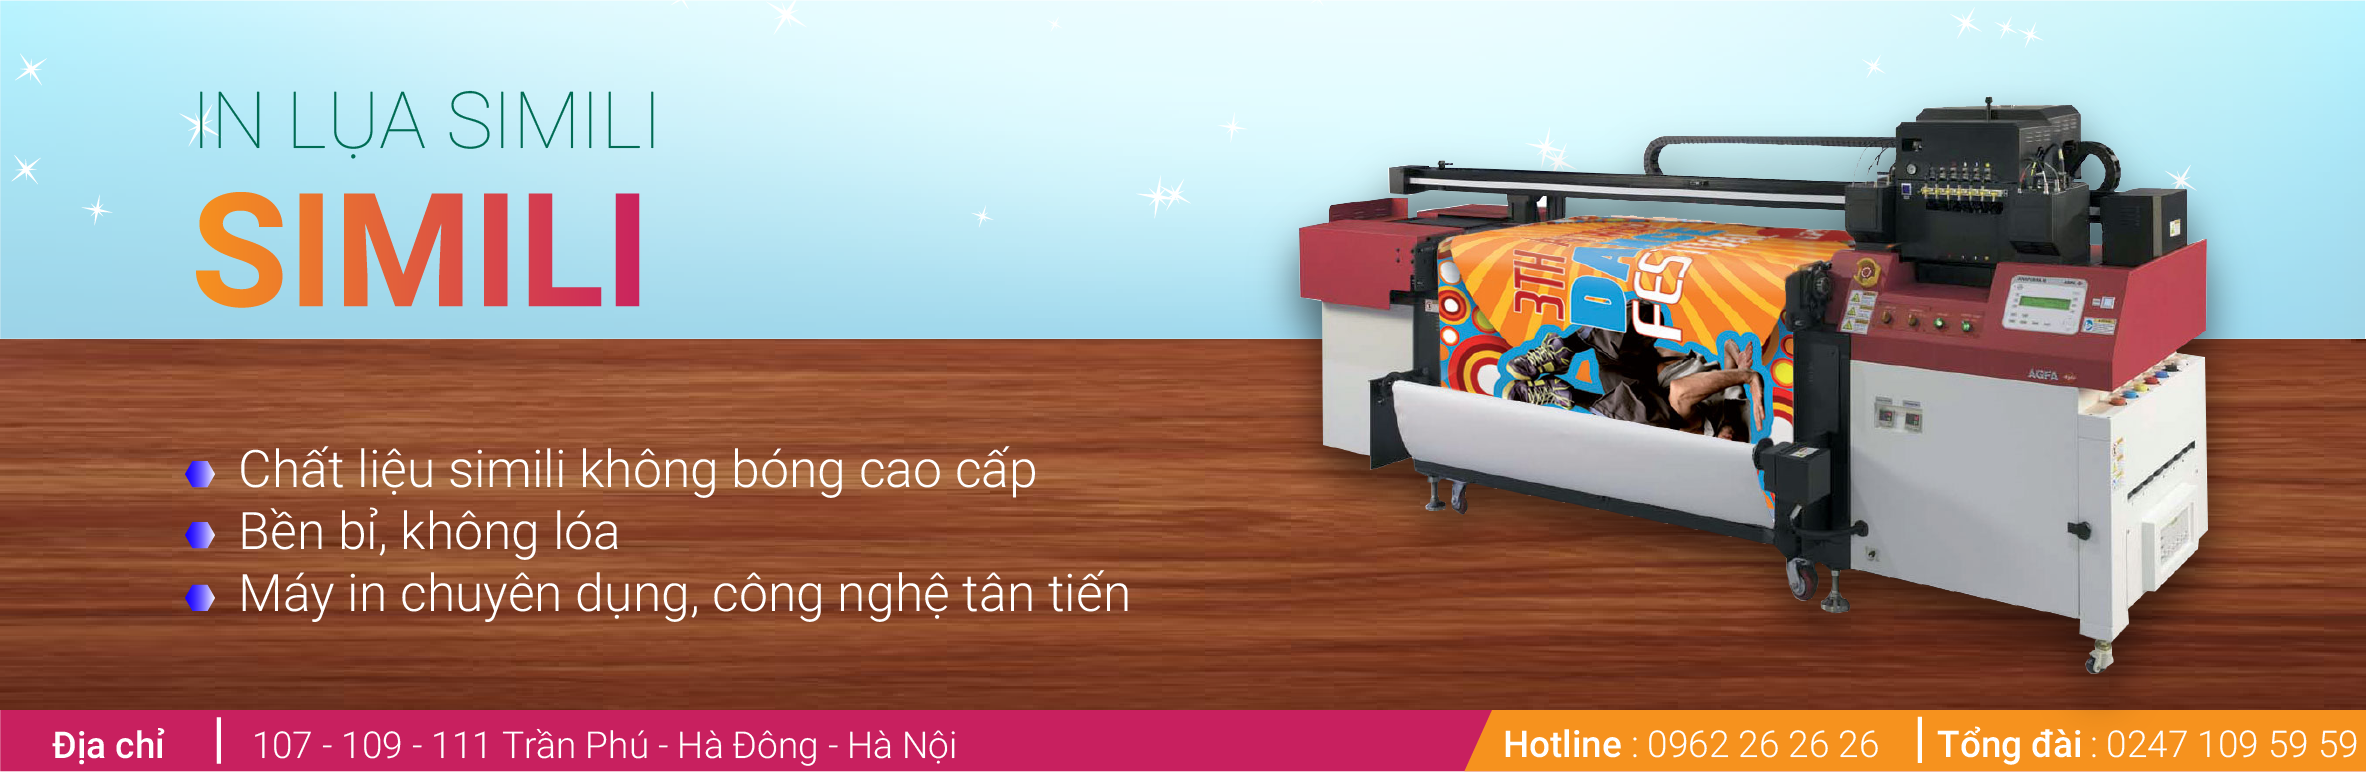 IN LỤA SIMILI
SIMILI
3TH
DANCE
FES
AGFA
Chất liệu simili không bóng cao cấp
Bền bỉ, không lóa
Máy in chuyên dụng, công nghệ tân tiến
Địa chỉ | 107 - 109 - 111 Trần Phú - Hà Đông - Hà Nội
Hotline : 0962 26 26 26 | Tổng đài : 0247 109 59 59